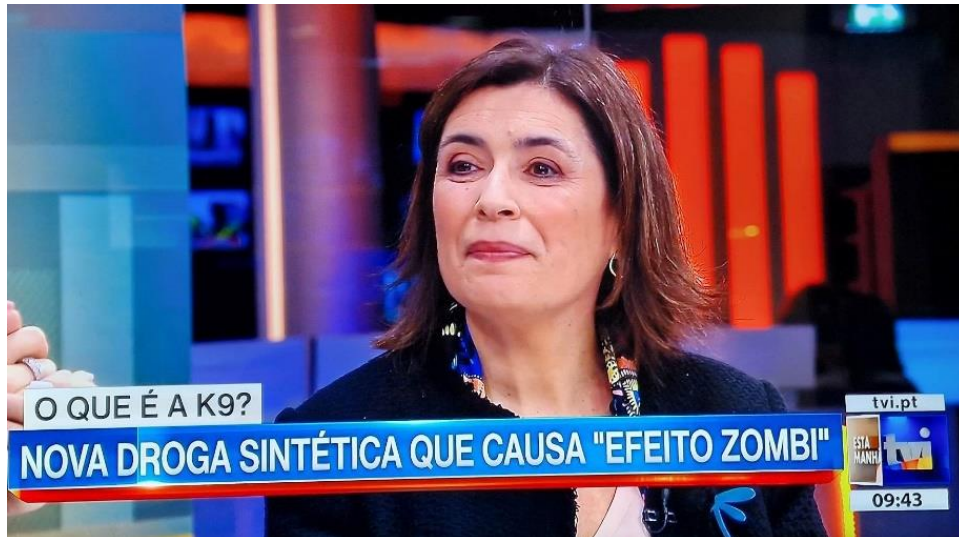 O QUE É A K9?
NOVA DROGA SINTÉTICA QUE CAUSA "EFEITO ZOMBI"
tvi.pt
ESTA
MANHÃ
tvi
09:43